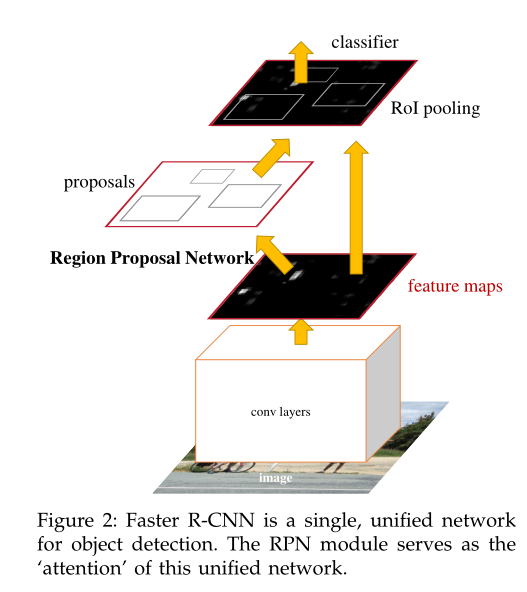 classifier
RoI pooling
proposals
Region Proposal Network
feature maps
conv layers
image
Figure 2: Faster R-CNN is a single, unified network
for object detection. The RPN module serves as the
‘attention’ of this unified network.